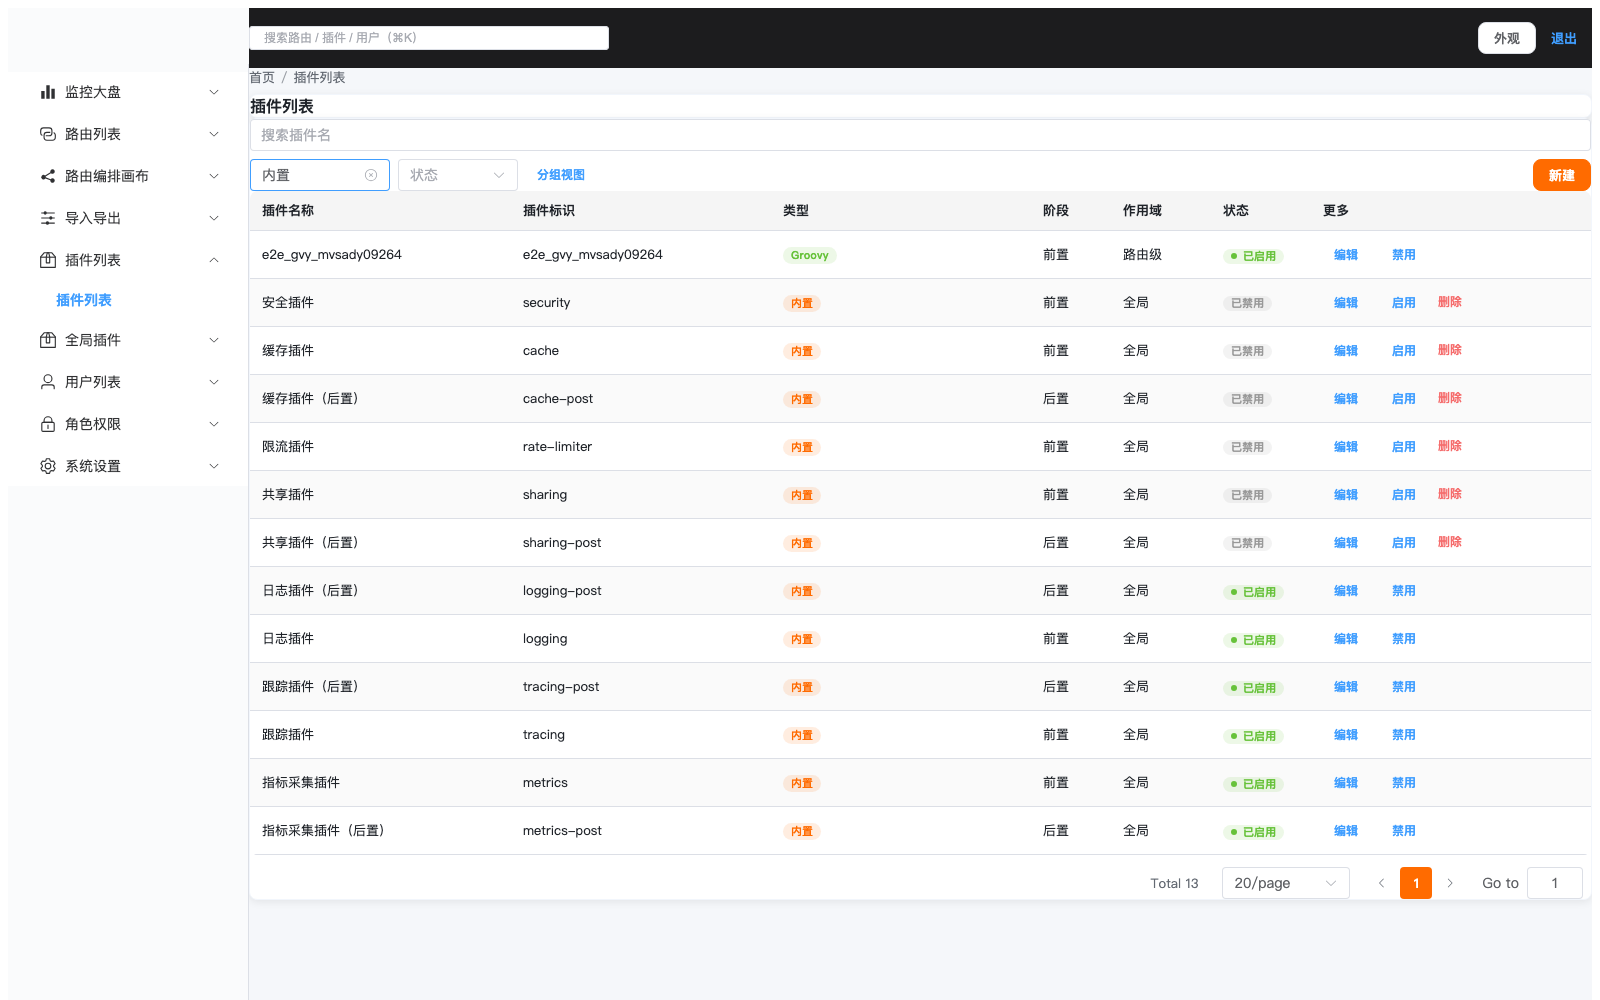 搜索路由 / 插件 / 用户（⌘K）
外观
退出
监控大盘
路由列表
路由编排画布
导入导出
插件列表
插件列表
全局插件
用户列表
角色权限
系统设置
首页 / 插件列表
插件列表
搜索插件名
内置 状态 分组视图 新建
插件名称 插件标识 类型 阶段 作用域 状态 更多
e2e_gvy_mvsady09264 e2e_gvy_mvsady09264 Groovy 前置 路由级 已启用 编辑 禁用
安全插件 security 内置 前置 全局 已禁用 编辑 启用 删除
缓存插件 cache 内置 前置 全局 已禁用 编辑 启用 删除
缓存插件（后置） cache-post 内置 后置 全局 已禁用 编辑 启用 删除
限流插件 rate-limiter 内置 前置 全局 已禁用 编辑 启用 删除
共享插件 sharing 内置 前置 全局 已禁用 编辑 启用 删除
共享插件（后置） sharing-post 内置 后置 全局 已禁用 编辑 启用 删除
日志插件（后置） logging-post 内置 后置 全局 已启用 编辑 禁用
日志插件 logging 内置 前置 全局 已启用 编辑 禁用
跟踪插件（后置） tracing-post 内置 后置 全局 已启用 编辑 禁用
跟踪插件 tracing 内置 前置 全局 已启用 编辑 禁用
指标采集插件 metrics 内置 前置 全局 已启用 编辑 禁用
指标采集插件（后置） metrics-post 内置 后置 全局 已启用 编辑 禁用
Total 13 20/page 1 Go to 1